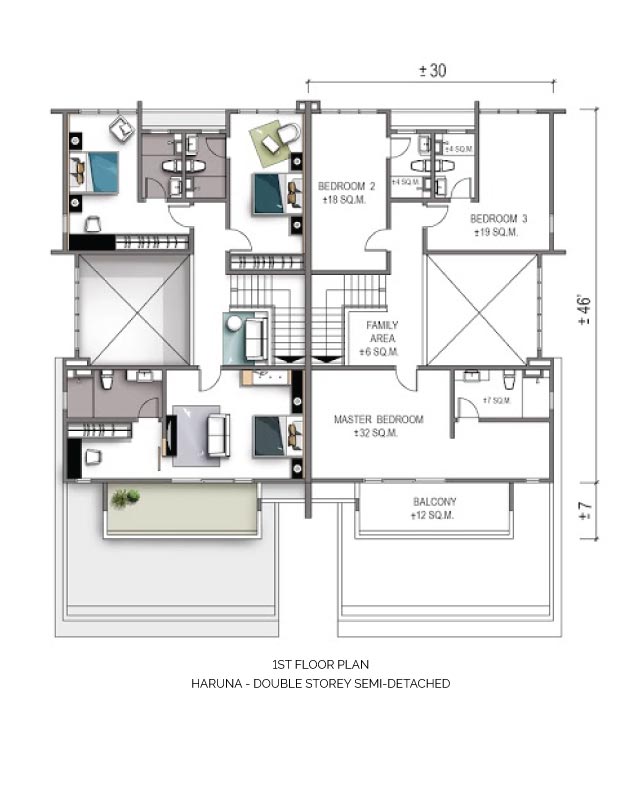 ± 30
±4 SQ.M.
±4 SQ.M.
BEDROOM 2
±18 SQ.M.
BEDROOM 3
±19 SQ.M.
± 46'
FAMILY
AREA
±6 SQ.M.
±7 SQ.M.
MASTER BEDROOM
±32 SQ.M.
BALCONY
±12 SQ.M.
± 7
1ST FLOOR PLAN
HARUNA - DOUBLE STOREY SEMI-DETACHED